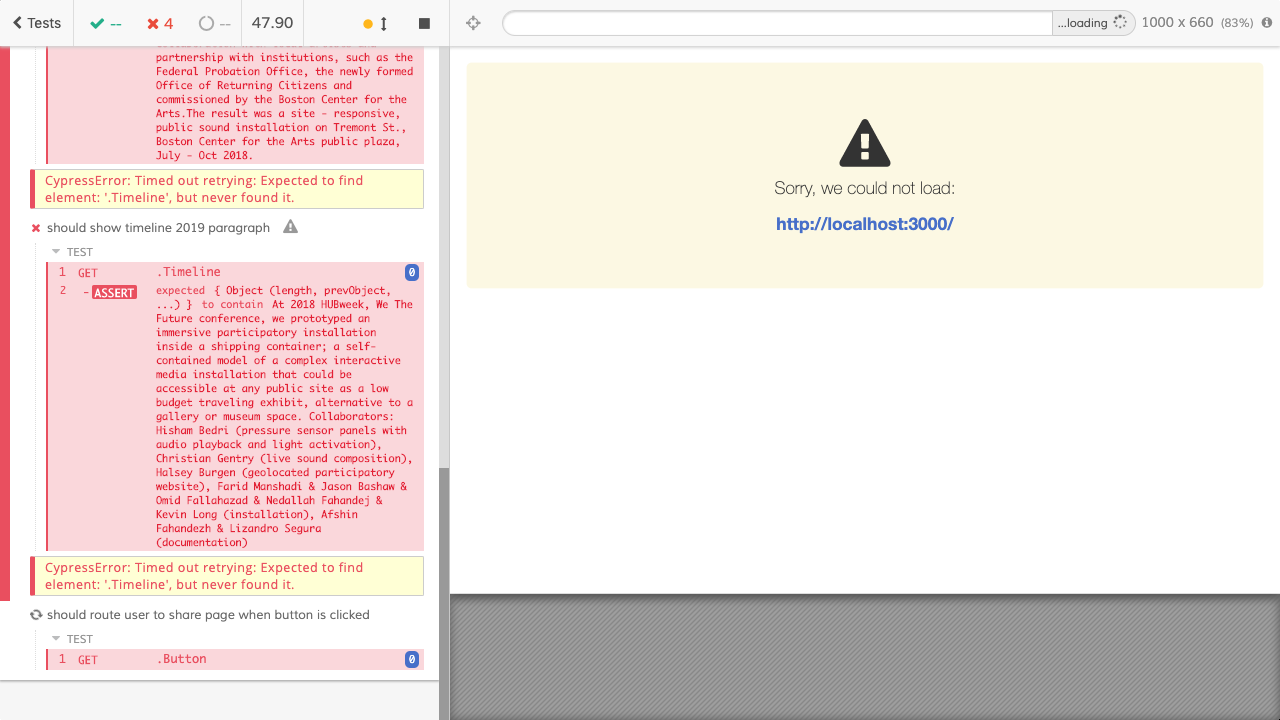 Tests
--
4
--
47.90
...loading
1000 x 660 (83%)
partnership with institutions, such as the
Federal Probation Office, the newly formed
Office of Returning Citizens and
commissioned by the Boston Center for the
Arts.The result was a site - responsive,
public sound installation on Tremont St.,
Boston Center for the Arts public plaza,
July - Oct 2018.
CypressError: Timed out retrying: Expected to find
element: '.Timeline', but never found it.
should show timeline 2019 paragraph
TEST
1 GET .Timeline 0
2 - ASSERT expected { Object (length, prevObject,
...) } to contain At 2018 HUBweek, We The
Future conference, we prototyped an
immersive participatory installation
inside a shipping container; a self-
contained model of a complex interactive
media installation that could be
accessible at any public site as a low
budget traveling exhibit, alternative to a
gallery or museum space. Collaborators:
Hisham Bedri (pressure sensor panels with
audio playback and light activation),
Christian Gentry (live sound composition),
Halsey Burgen (geolocated participatory
website), Farid Manshadi & Jason Bashaw &
Omid Fallahazad & Nedallah Fahandej &
Kevin Long (installation), Afshin
Fahandezh & Lizandro Segura
(documentation)
CypressError: Timed out retrying: Expected to find
element: '.Timeline', but never found it.
should route user to share page when button is clicked
TEST
1 GET .Button 0
Sorry, we could not load:
http://localhost:3000/